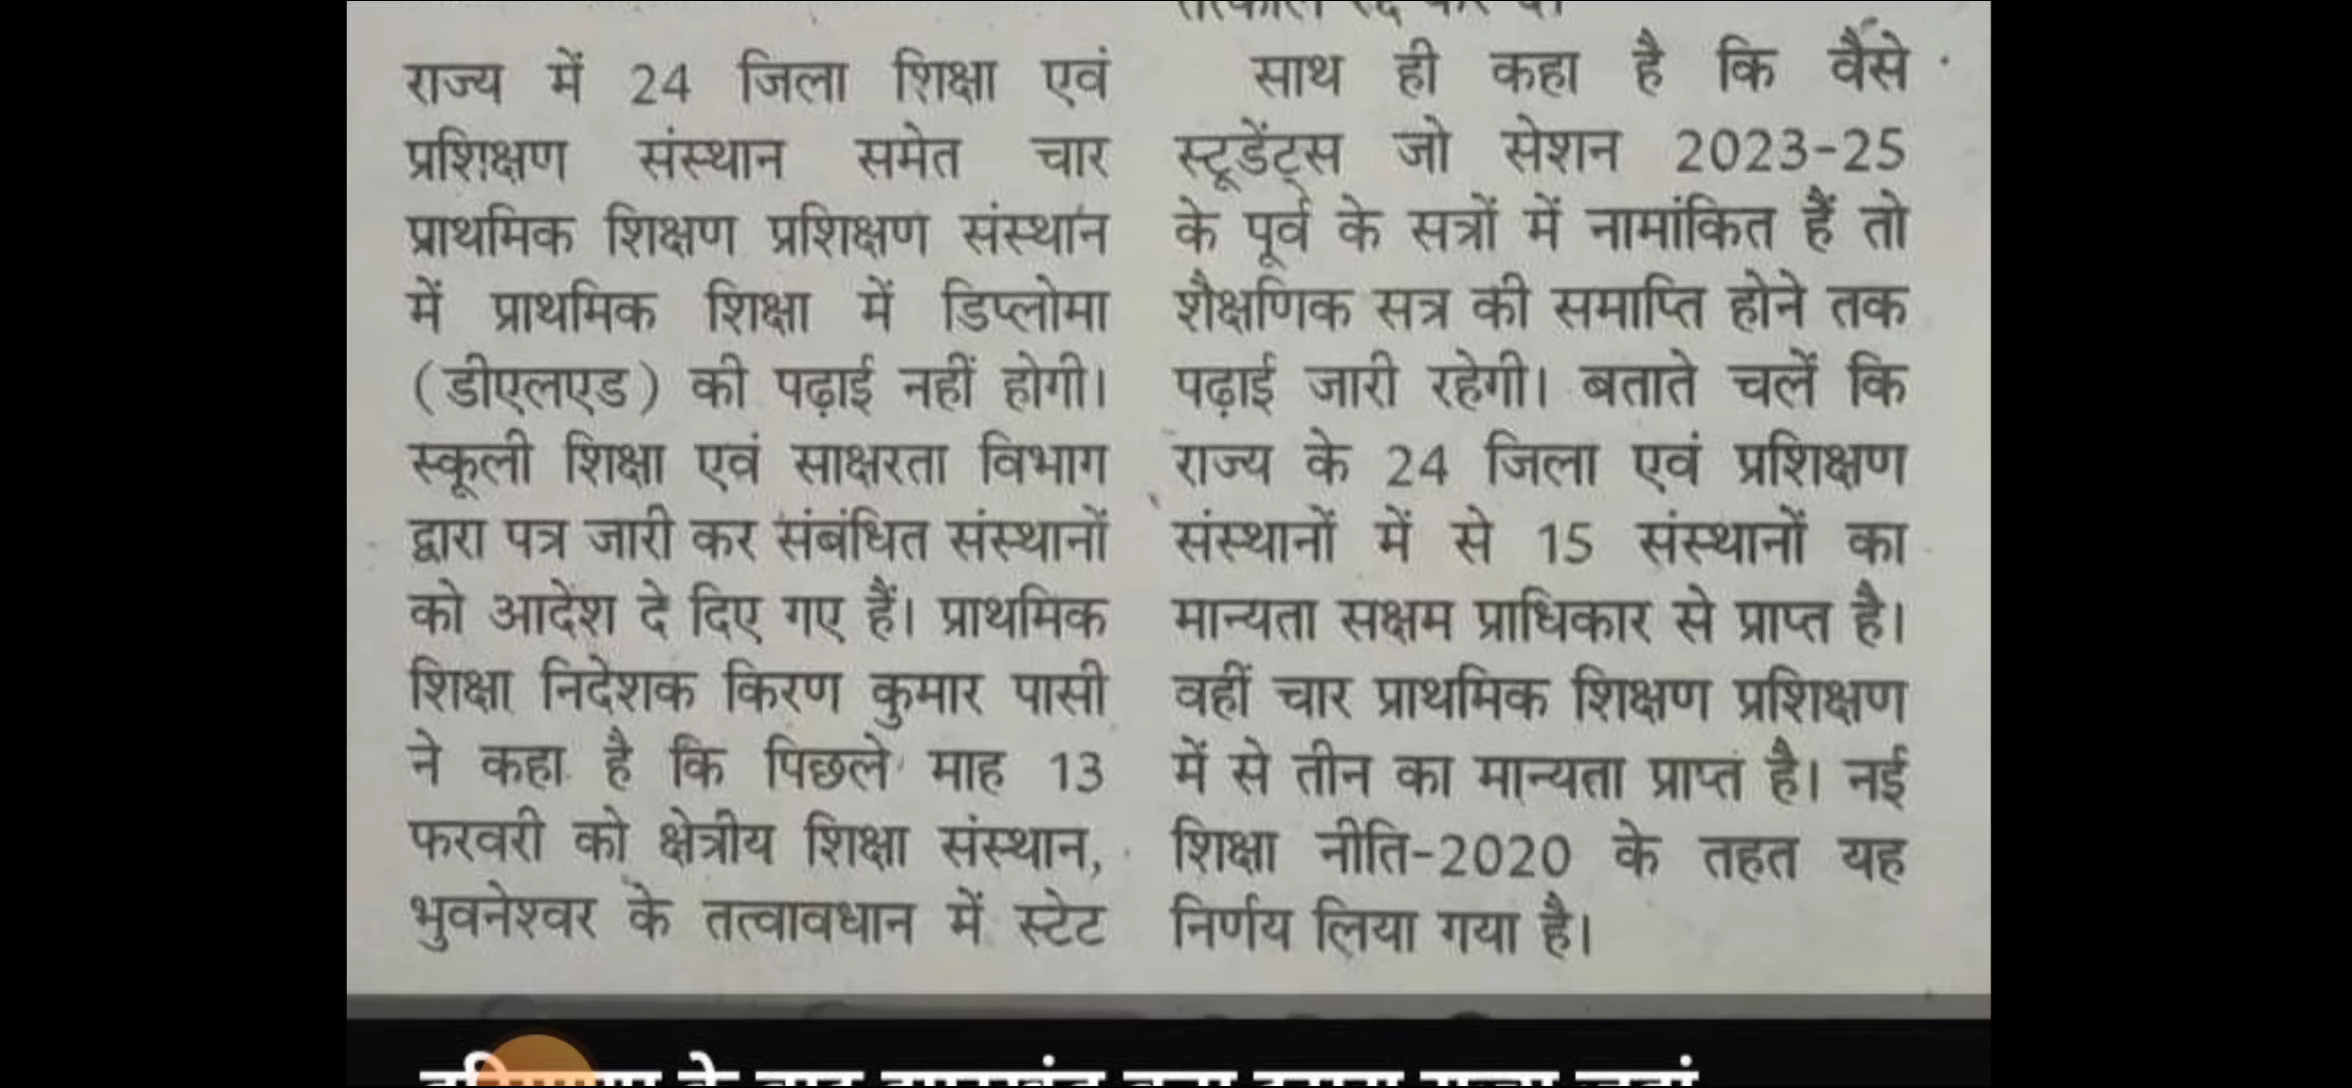 राज्य में 24 जिला शिक्षा एवं
प्रशिक्षण संस्थान समेत चार
प्राथमिक शिक्षण प्रशिक्षण संस्थान
में प्राथमिक शिक्षा में डिप्लोमा
(डीएलएड) की पढ़ाई नहीं होगी।
स्कूली शिक्षा एवं साक्षरता विभाग
द्वारा पत्र जारी कर संबंधित संस्थानों
को आदेश दे दिए गए हैं। प्राथमिक
शिक्षा निदेशक किरण कुमार पासी
ने कहा है कि पिछले माह 13
फरवरी को क्षेत्रीय शिक्षा संस्थान,
भुवनेश्वर के तत्वावधान में स्टेट
साथ ही कहा है कि वैसे
स्टूडेंट्स जो सेशन 2023-25
के पूर्व के सत्रों में नामांकित हैं तो
शैक्षणिक सत्र की समाप्ति होने तक
पढ़ाई जारी रहेगी। बताते चलें कि
राज्य के 24 जिला एवं प्रशिक्षण
संस्थानों में से 15 संस्थानों का
मान्यता सक्षम प्राधिकार से प्राप्त है।
वहीं चार प्राथमिक शिक्षण प्रशिक्षण
में से तीन का मान्यता प्राप्त है। नई
शिक्षा नीति-2020 के तहत यह
निर्णय लिया गया है।